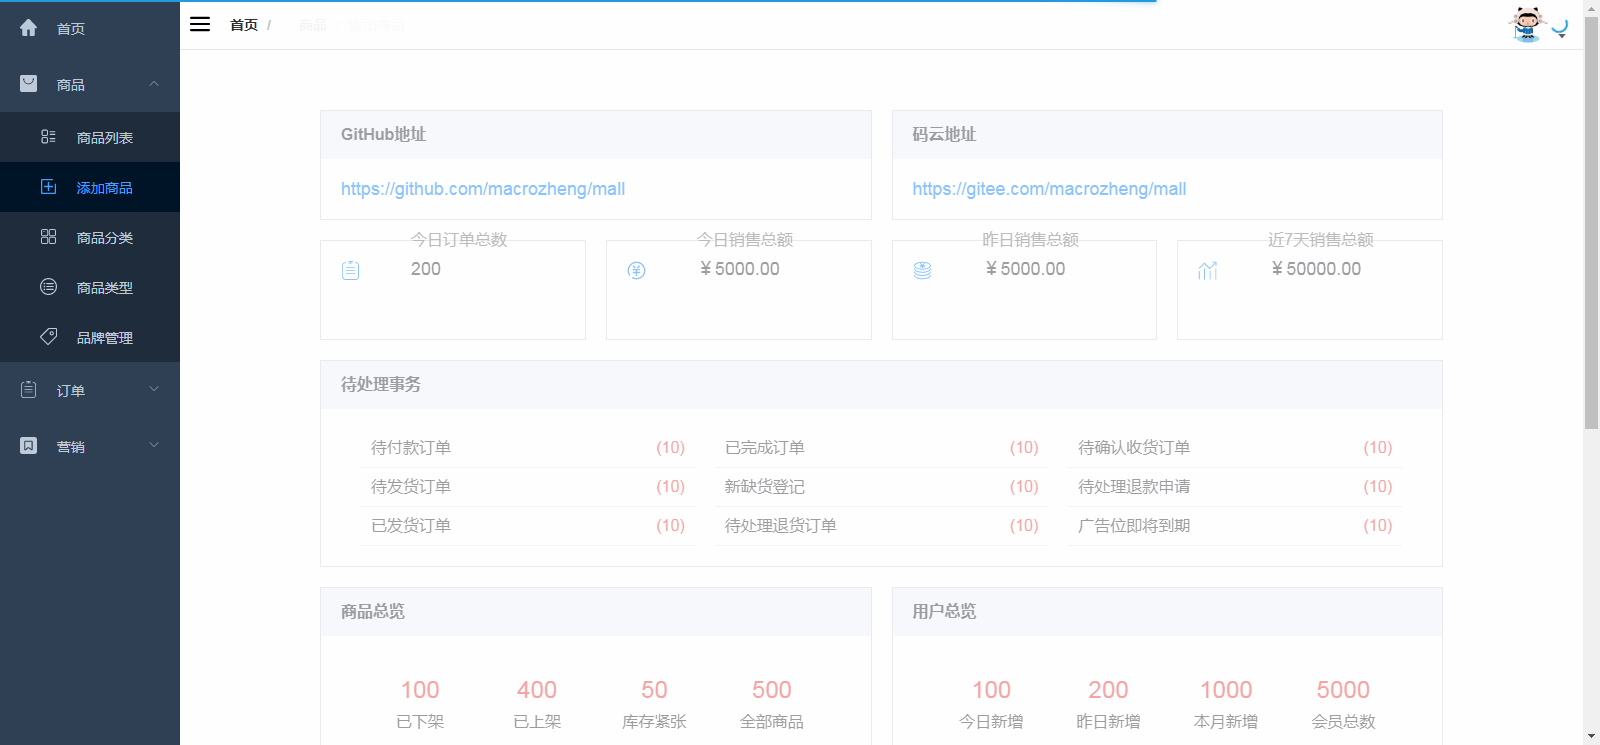 首页
商品
商品列表
添加商品
商品分类
商品类型
品牌管理
订单
营销
首页 / 商品 / 添加商品
GitHub地址
https://github.com/macrozheng/mall
码云地址
https://gitee.com/macrozheng/mall
今日订单总数
200
今日销售总额
￥5000.00
昨日销售总额
￥5000.00
近7天销售总额
￥50000.00
待处理事务
待付款订单 (10) 已完成订单 (10) 待确认收货订单 (10)
待发货订单 (10) 新缺货登记 (10) 待处理退款申请 (10)
已发货订单 (10) 待处理退货订单 (10) 广告位即将到期 (10)
商品总览
100 400 50 500
已下架 已上架 库存紧张 全部商品
用户总览
100 200 1000 5000
今日新增 昨日新增 本月新增 会员总数